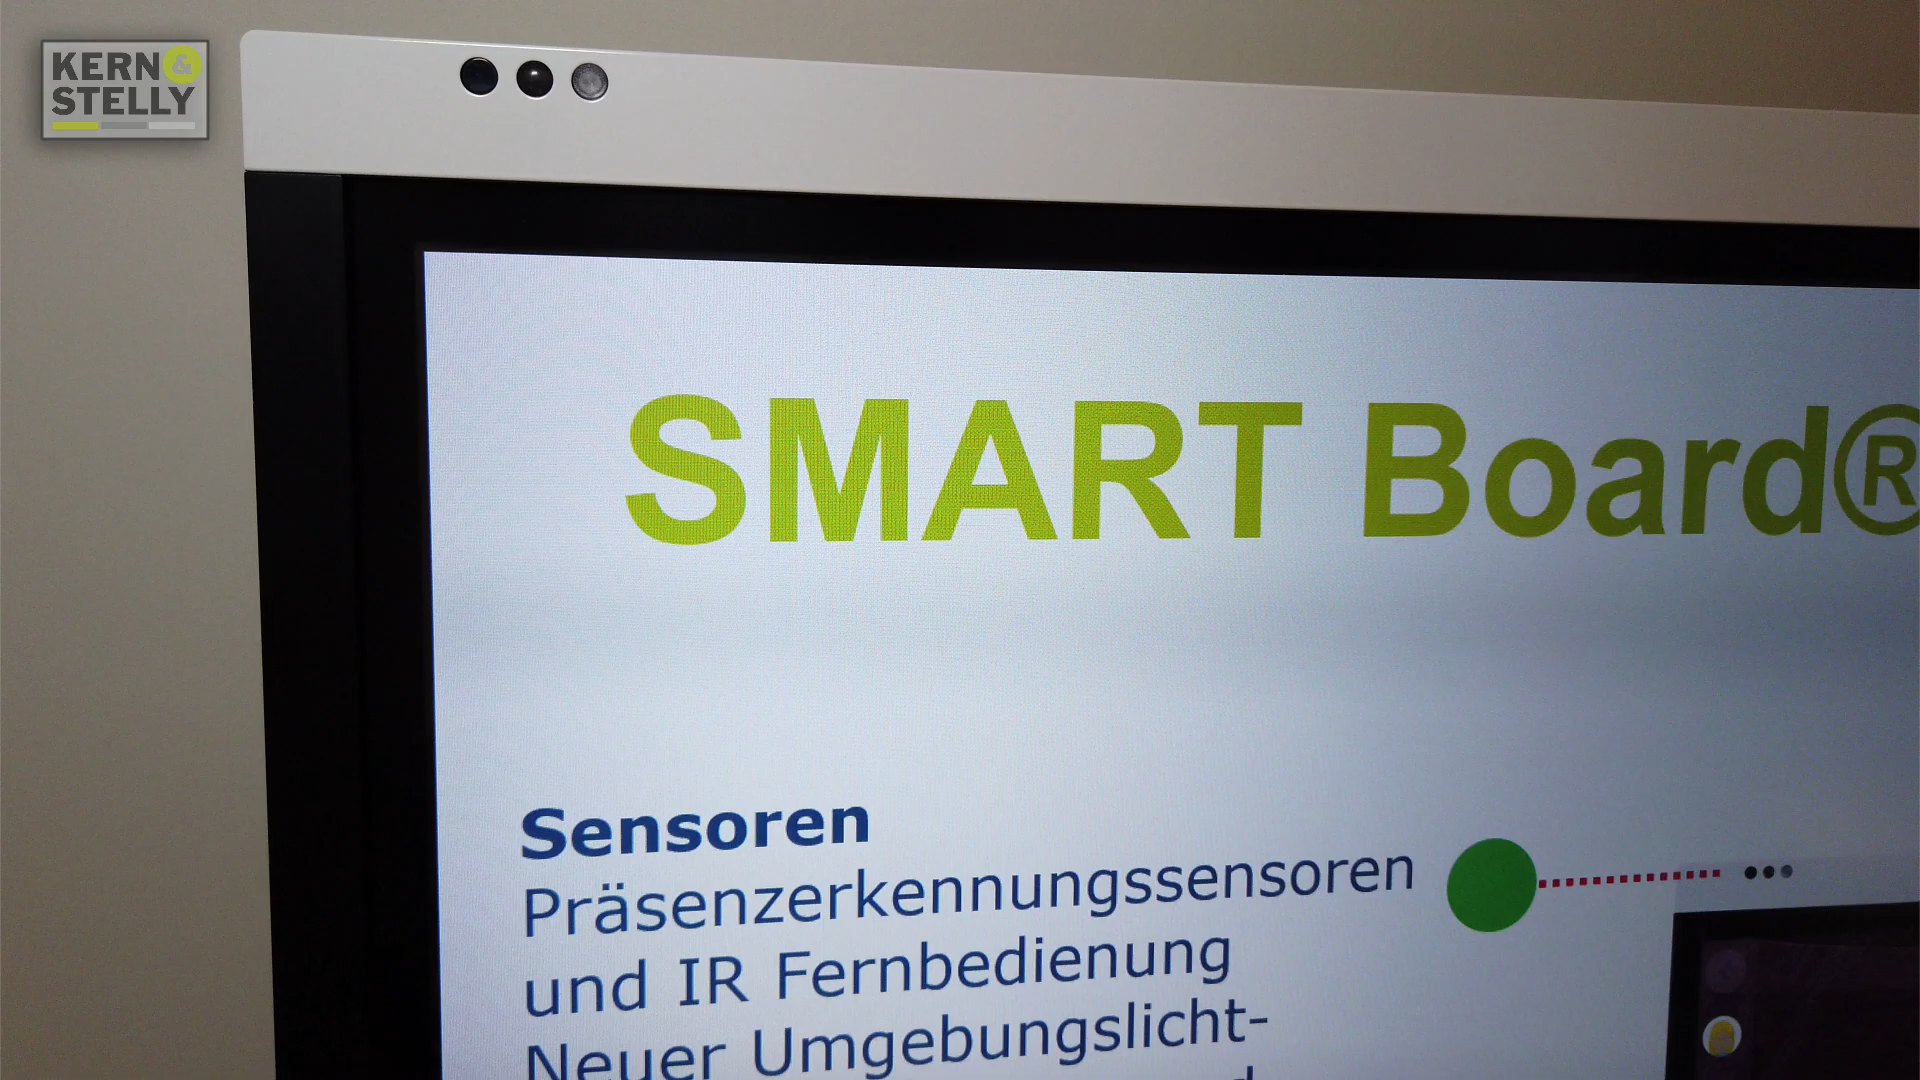 KERN &
STELLY
SMART Board®
Sensoren
Präsenzerkennungssensoren
und IR Fernbedienung
Neuer Umgebungslicht-